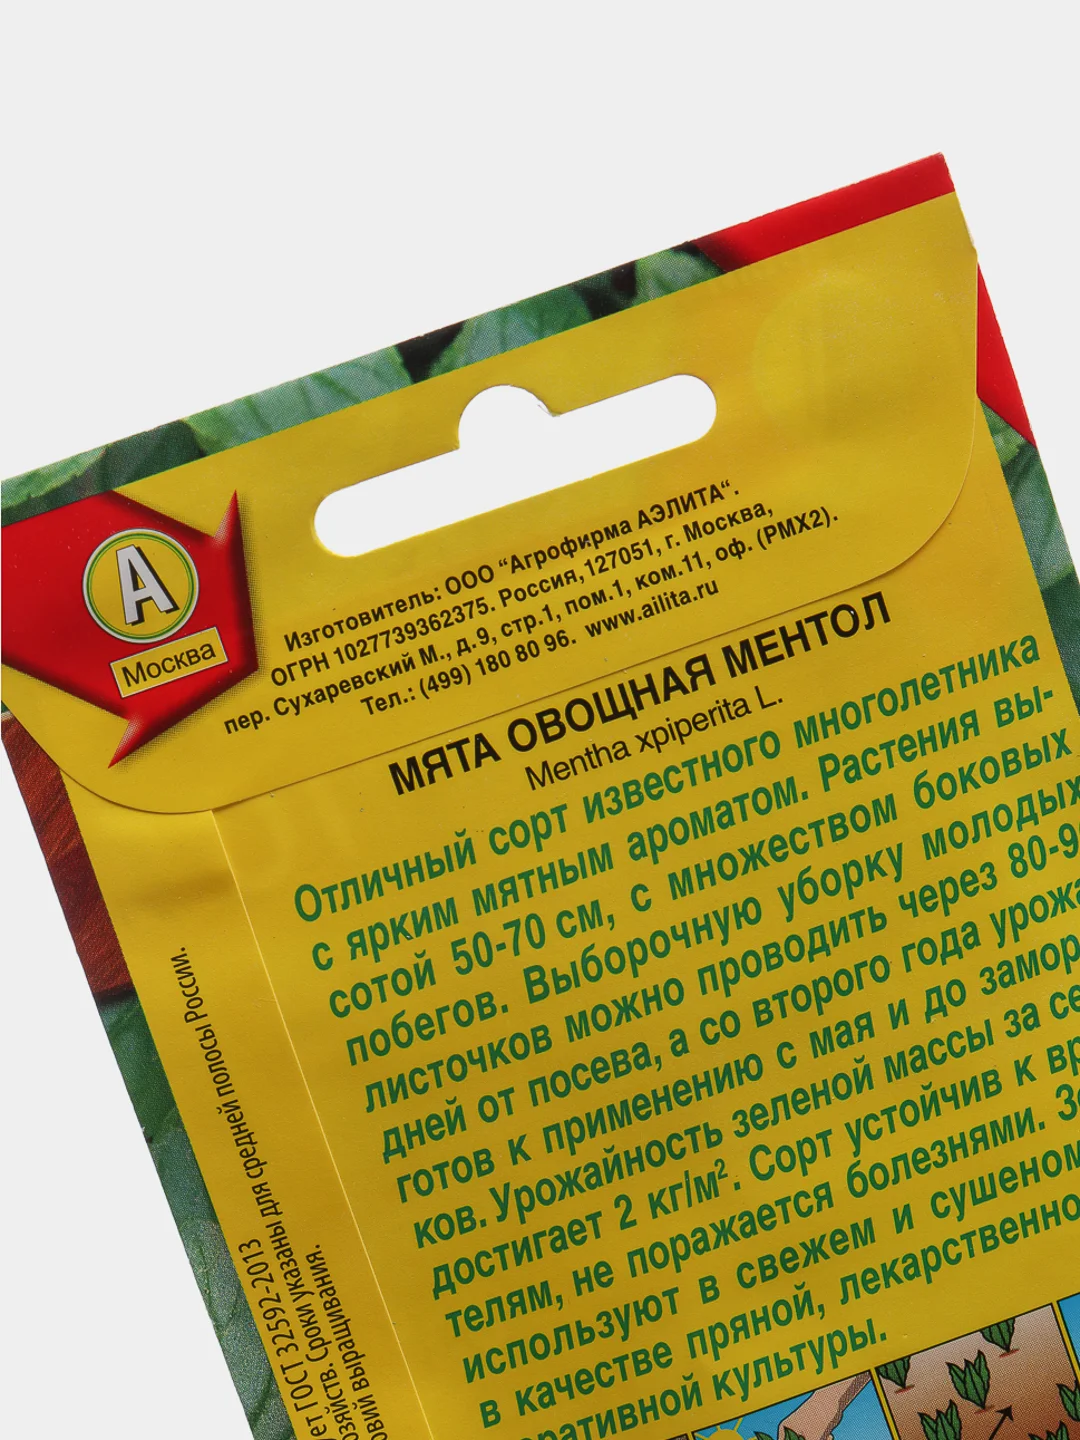 А
Москва
Изготовитель: ООО “Агрофирма АЭЛИТА“.
ОГРН 1027739362375. Россия,127051, г. Москва,
пер. Сухаревский М., д.9, стр.1, пом.1, ком.11, оф. (РМХ2).
Тел.: (499) 180 80 96. www.ailita.ru
МЯТА ОВОЩНАЯ МЕНТОЛ
Mentha xpiperita L.
Отличный сорт известного многолетника
с ярким мятным ароматом. Растения вы-
сотой 50-70 см, с множеством боковых
побегов. Выборочную уборку молодых
листочков можно проводить через 80-9
дней от посева, а со второго года урожа
готов к применению с мая и до замор
ков. Урожайность зеленой массы за се
достигает 2 кг/м². Сорт устойчив к вр
телям, не поражается болезнями. Зе
используют в свежем и сушеном
в качестве пряной, лекарственно
оративной культуры.
ет ГОСТ 32592-2013
озяйств. Сроки указаны для средней полосы России.
овий выращивания.